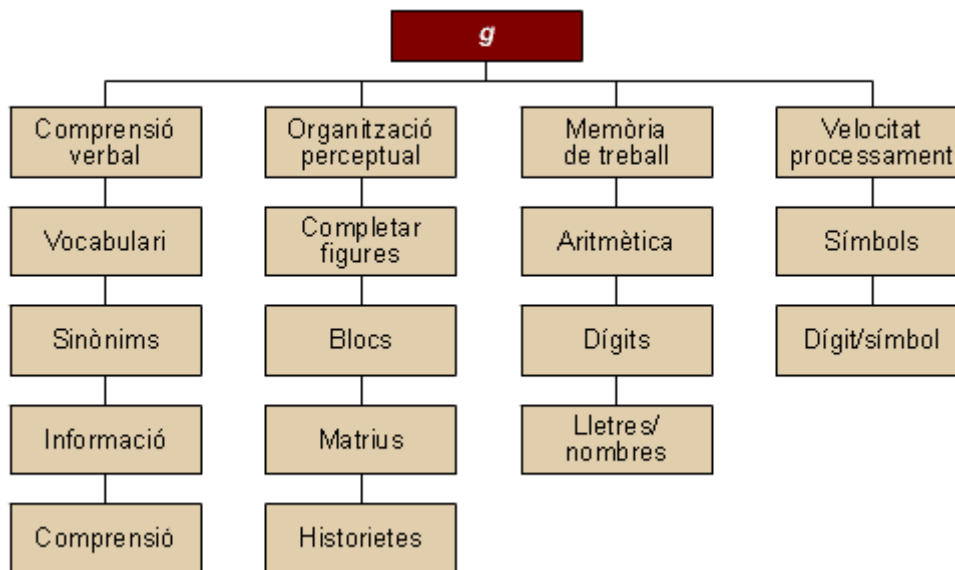 g
Comprensió
verbal
Organització
perceptual
Memòria
de treball
Velocitat
processament
Vocabulari
Completar
figures
Aritmètica
Símbols
Sinònims
Blocs
Dígits
Dígit/símbol
Informació
Matrius
Lletres/
nombres
Comprensió
Historietes